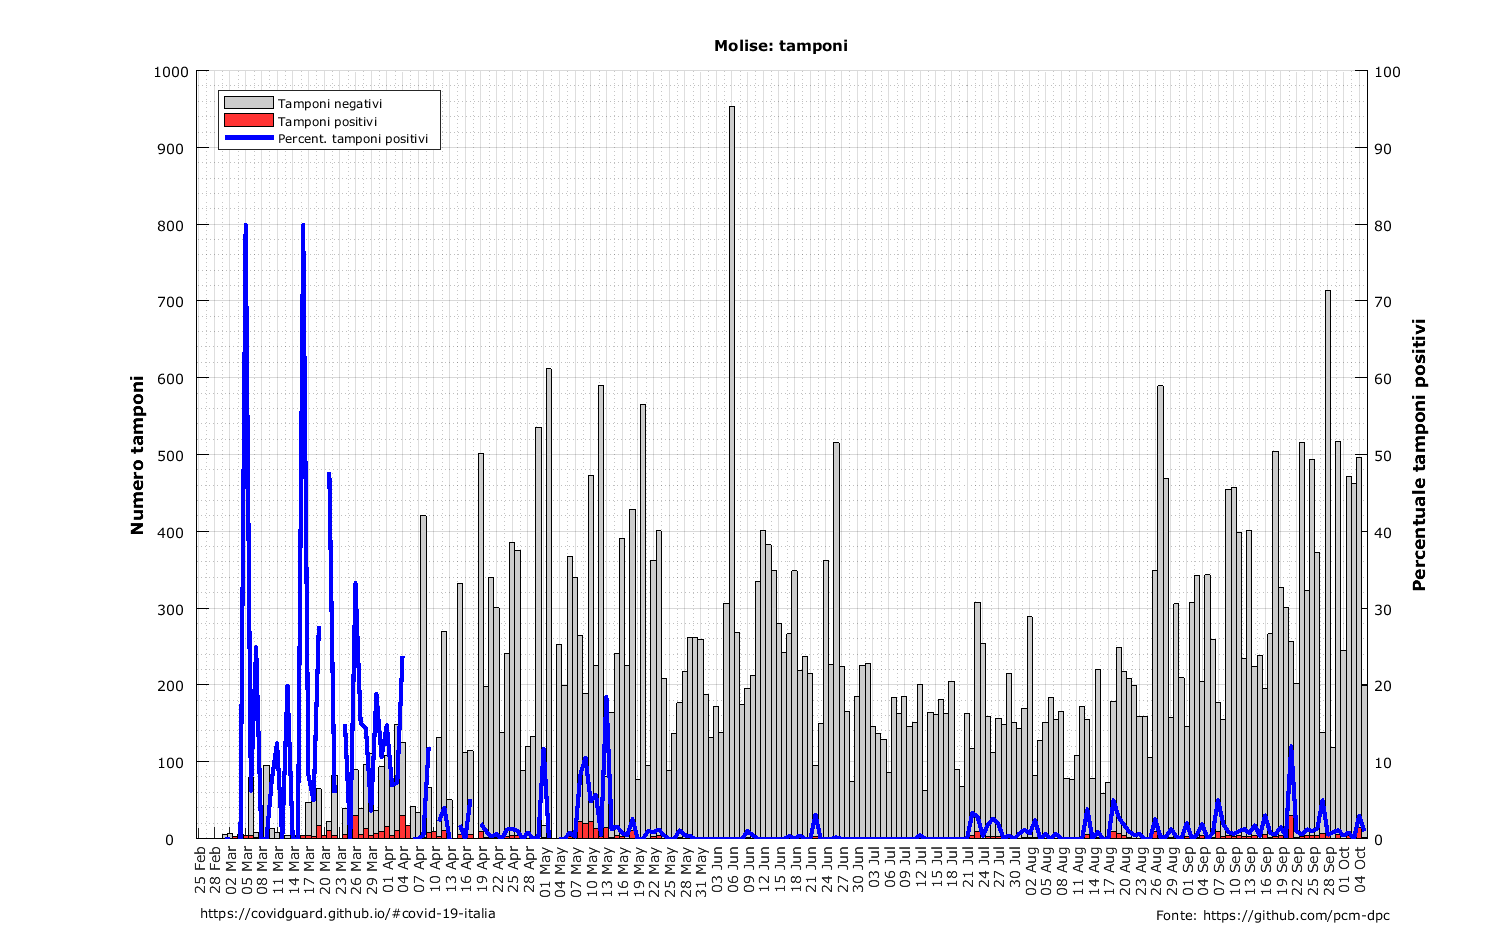 Molise: tamponi
Tamponi negativi
Tamponi positivi
Percent. tamponi positivi
Numero tamponi
1000
900
800
700
600
500
400
300
200
100
0
Percentuale tamponi positivi
100
90
80
70
60
50
40
30
20
10
0
25 Feb
28 Feb
02 Mar
05 Mar
08 Mar
11 Mar
14 Mar
17 Mar
20 Mar
23 Mar
26 Mar
29 Mar
01 Apr
04 Apr
07 Apr
10 Apr
13 Apr
16 Apr
19 Apr
22 Apr
25 Apr
28 Apr
01 May
04 May
07 May
10 May
13 May
16 May
19 May
22 May
25 May
28 May
31 May
03 Jun
06 Jun
09 Jun
12 Jun
15 Jun
18 Jun
21 Jun
24 Jun
27 Jun
30 Jun
03 Jul
06 Jul
09 Jul
12 Jul
15 Jul
18 Jul
21 Jul
24 Jul
27 Jul
30 Jul
02 Aug
05 Aug
08 Aug
11 Aug
14 Aug
17 Aug
20 Aug
23 Aug
26 Aug
29 Aug
01 Sep
04 Sep
07 Sep
10 Sep
13 Sep
16 Sep
19 Sep
22 Sep
25 Sep
28 Sep
01 Oct
04 Oct
https://covidguard.github.io/#covid-19-italia
Fonte: https://github.com/pcm-dpc